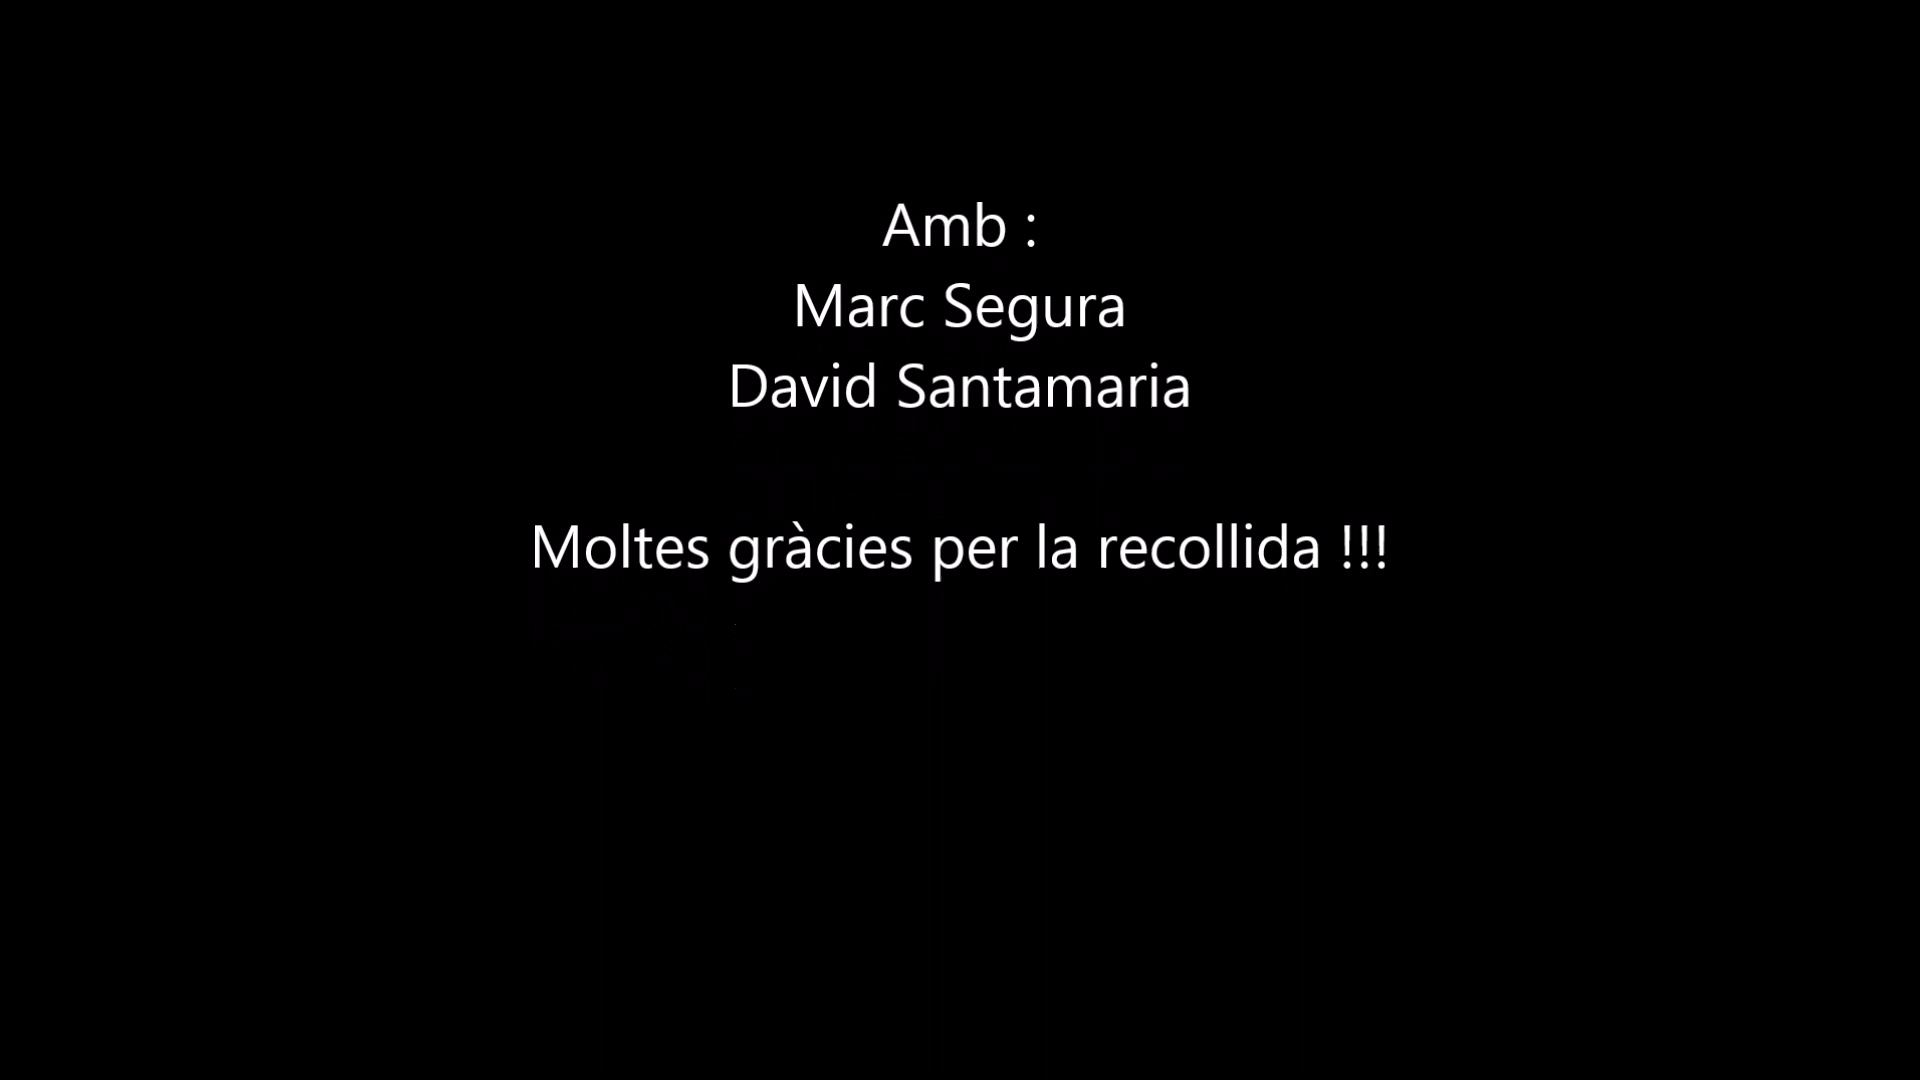 Amb :
Marc Segura
David Santamaria
Moltes gràcies per la recollida !!!